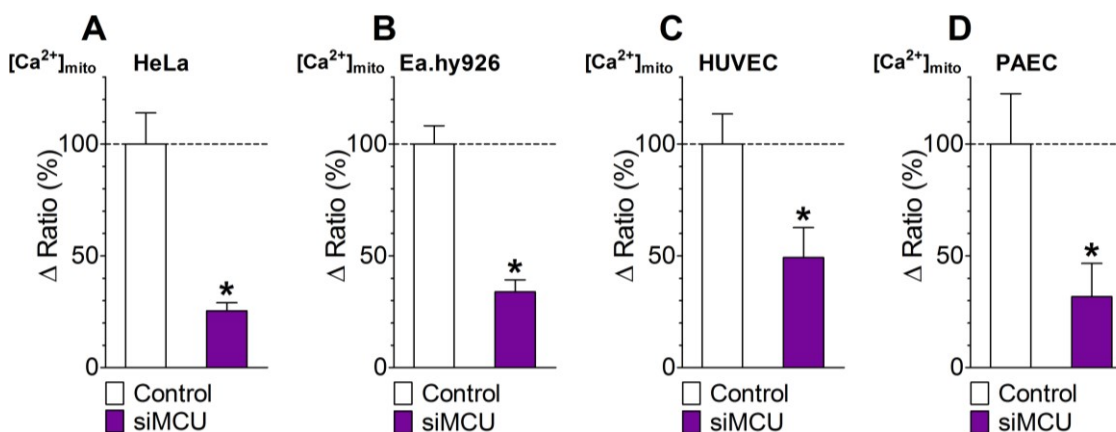 A
[Ca²⁺]mito HeLa
Δ Ratio (%)
100
50
0
*
Control
siMCU
B
[Ca²⁺]mito Ea.hy926
Δ Ratio (%)
100
50
0
*
Control
siMCU
C
[Ca²⁺]mito HUVEC
Δ Ratio (%)
100
50
0
*
Control
siMCU
D
[Ca²⁺]mito PAEC
Δ Ratio (%)
100
50
0
*
Control
siMCU